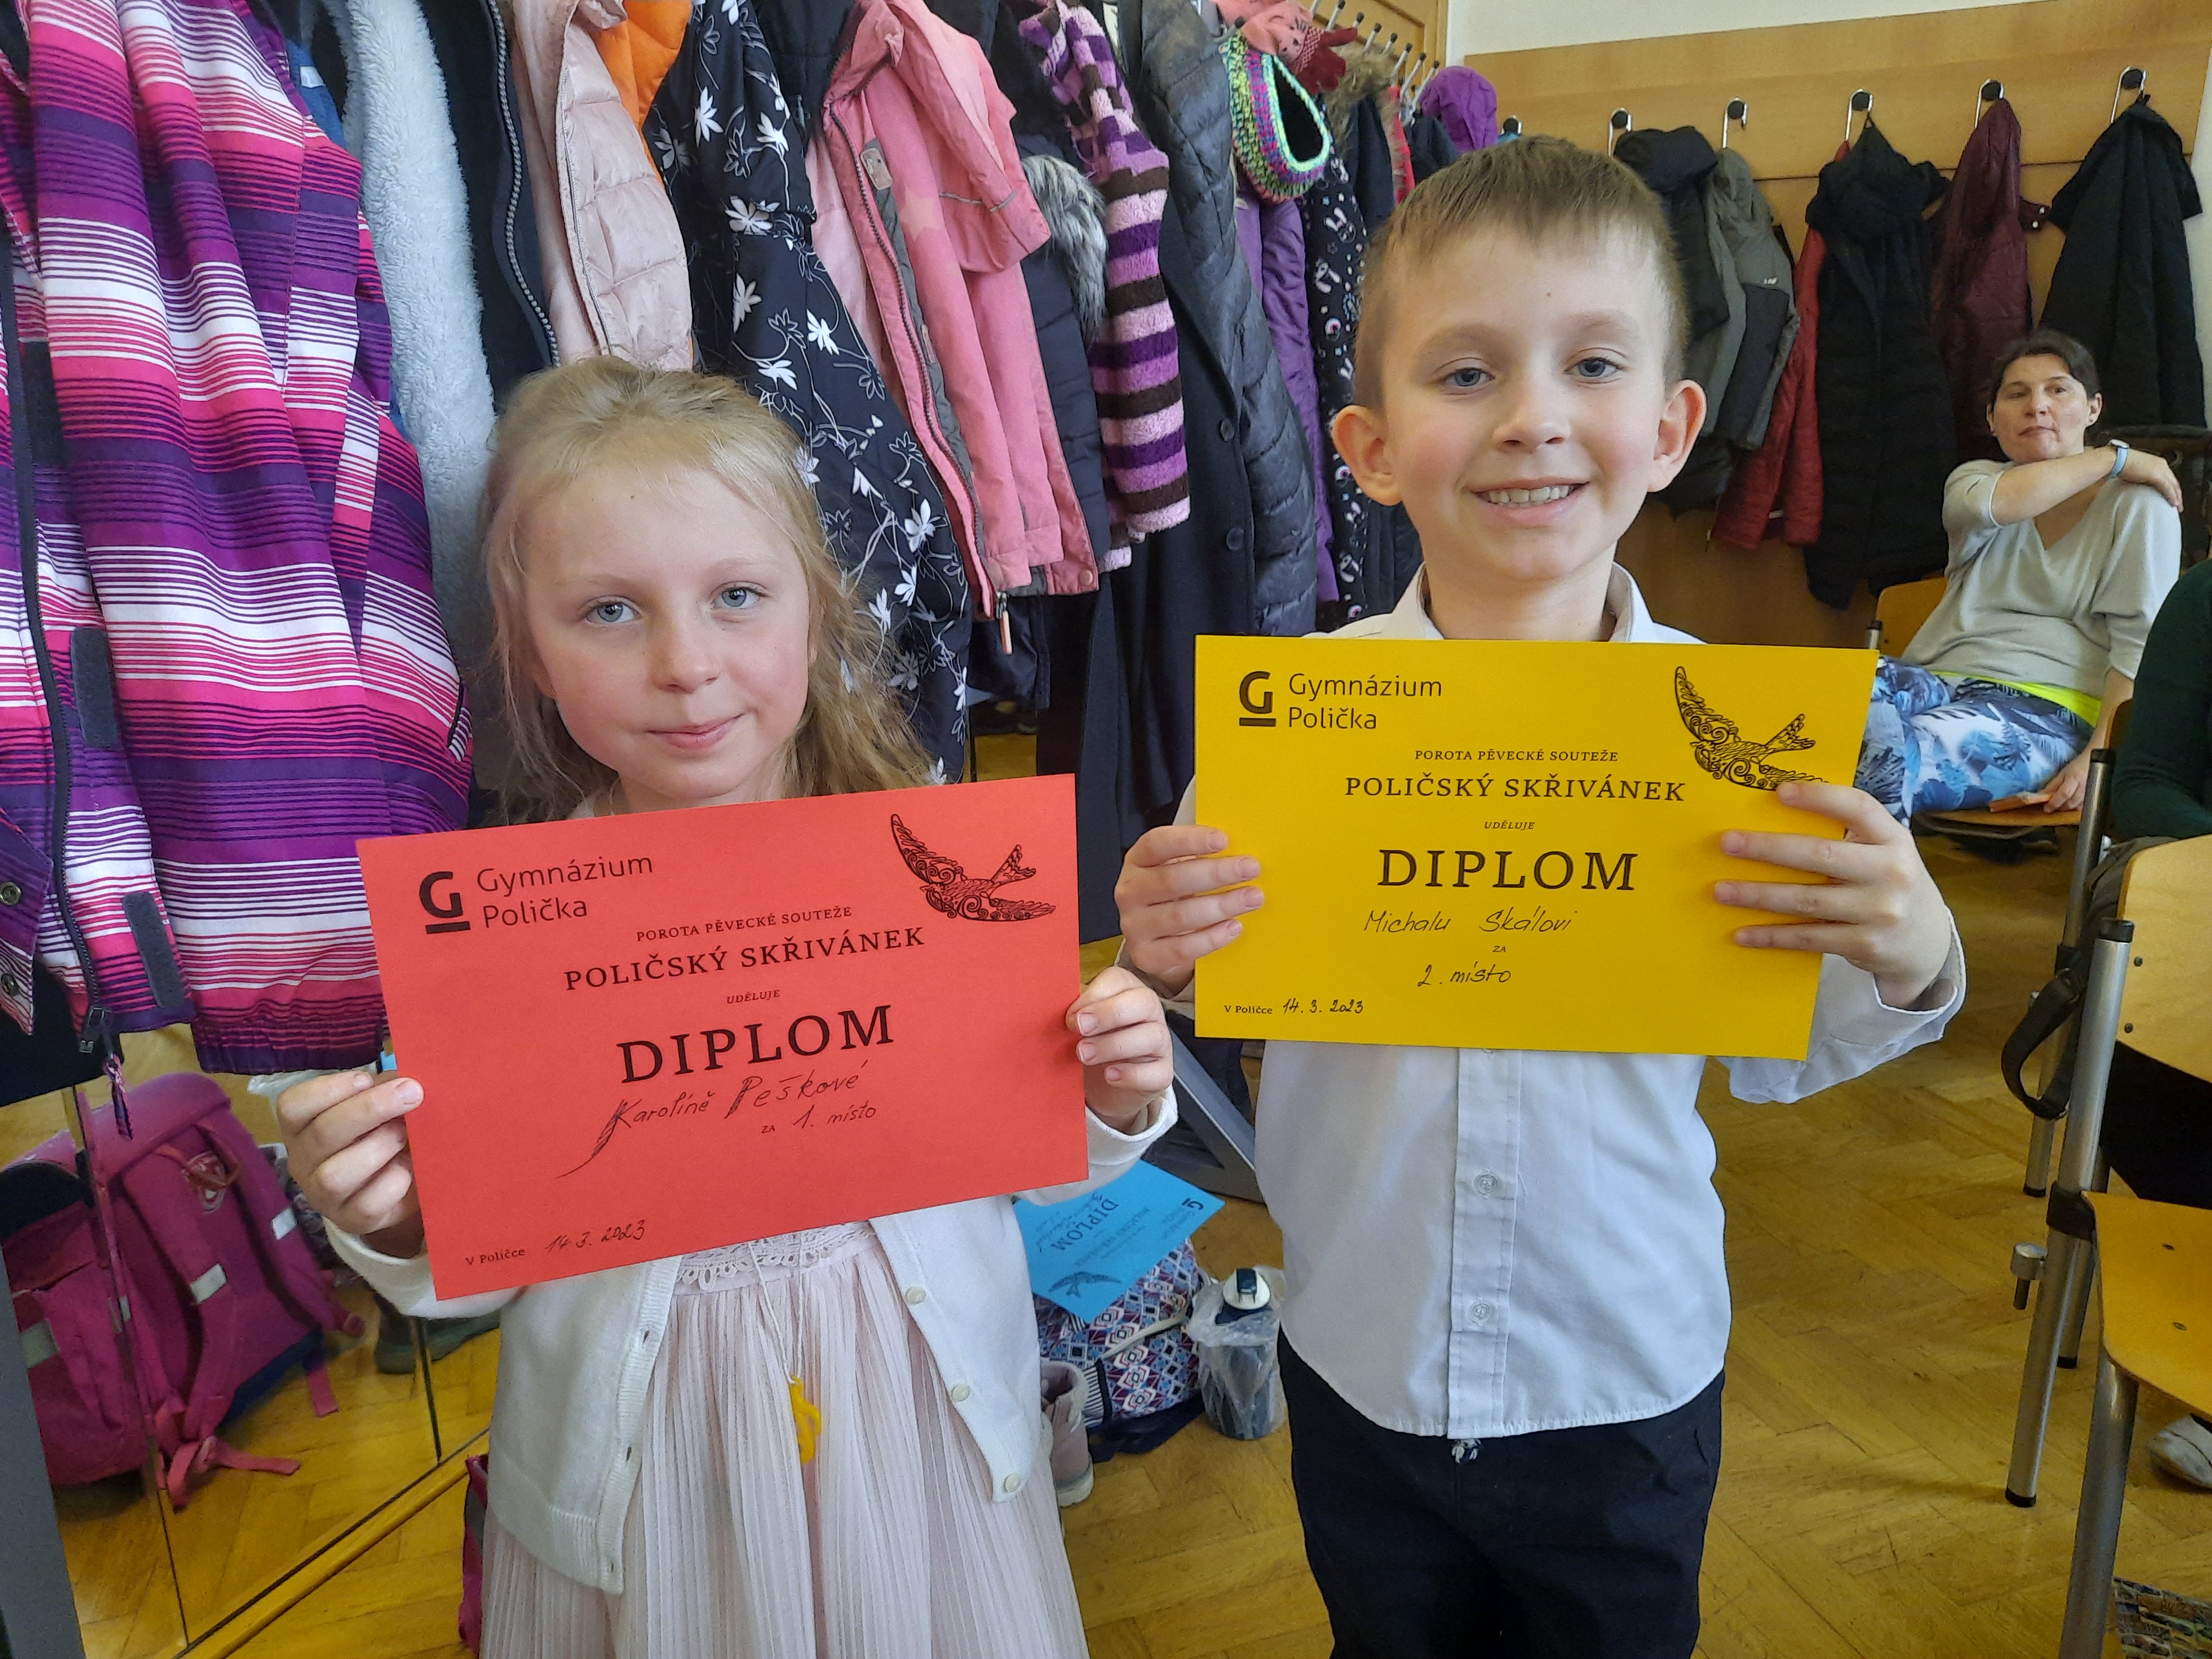 G Gymnázium
Polička
POROTA PĚVECKÉ SOUTEŽE
POLIČSKÝ SKŘIVÁNEK
UDĚLUJE
DIPLOM
Karolíně Peškové
ZA 1. místo
V Poličce 14. 3. 2023
G Gymnázium
Polička
POROTA PĚVECKÉ SOUTEŽE
POLIČSKÝ SKŘIVÁNEK
UDĚLUJE
DIPLOM
Michalu Skálovi
ZA
2. místo
V Poličce 14. 3. 2023
G
DIPLOM